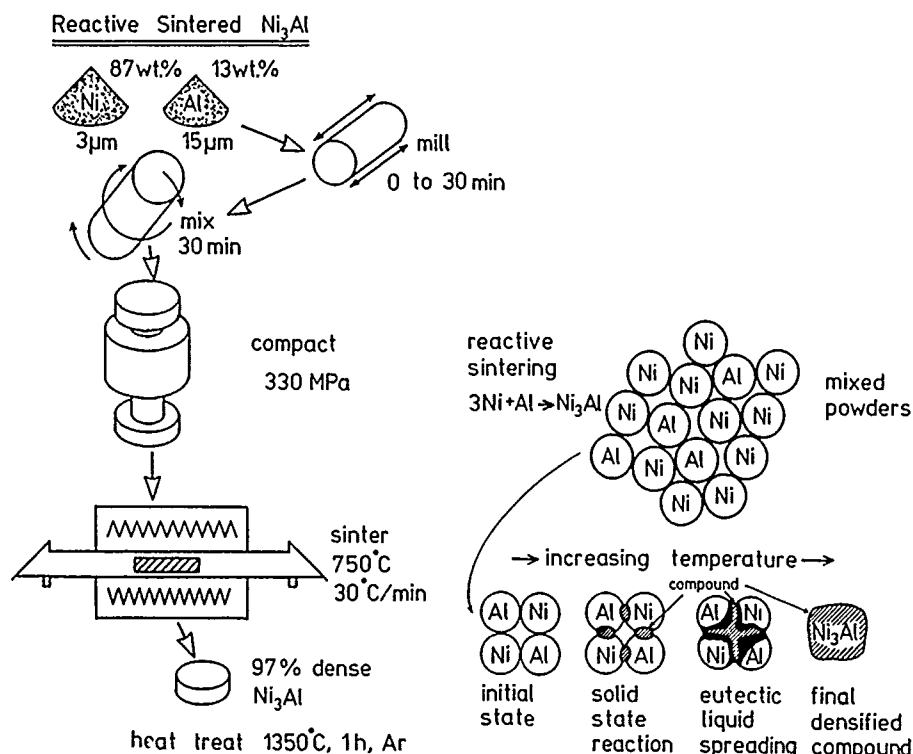 Reactive Sintered Ni₃Al
87wt.% 13wt.%
Ni Al
3µm 15µm
mill
0 to 30min
mix
30min
compact
330 MPa
sinter
750°C
30°C/min
97% dense
Ni₃Al
heat treat 1350°C, 1h, Ar
reactive
sintering
3Ni+Al→Ni₃Al
mixed
powders
Ni
Ni Ni Al Ni
Ni Al Ni Ni
Al Ni Al Ni
Ni Ni
→increasing temperature→
compound
Al Ni
Ni Al
initial
state
Al Ni
Ni Al
solid
state
reaction
Al Ni
Ni Al
eutectic
liquid
spreading
Ni₃Al
final
densified
compound